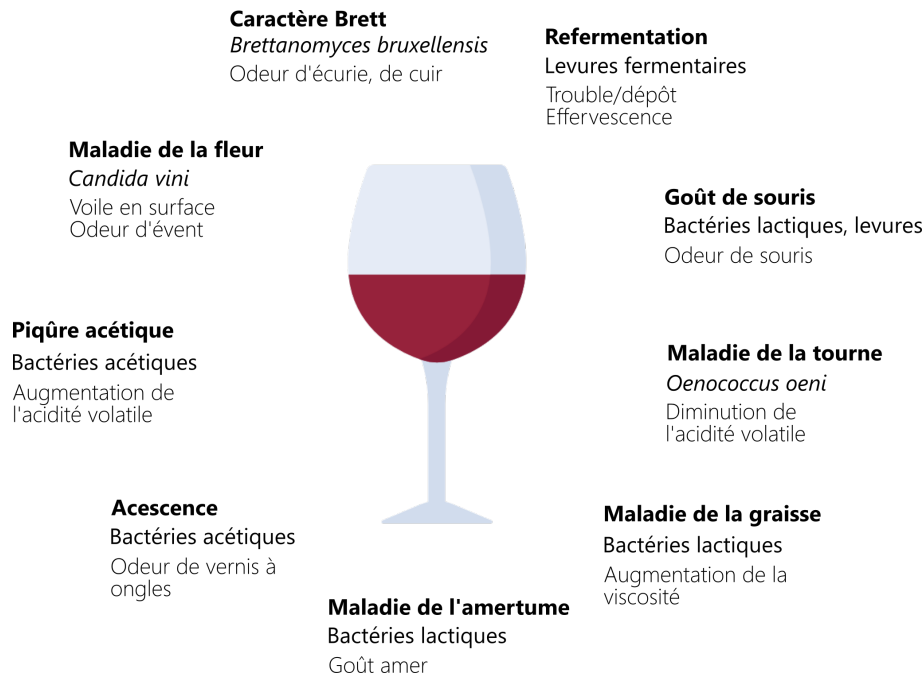 Caractère Brett
Brettanomyces bruxellensis
Odeur d'écurie, de cuir
Refermentation
Levures fermentaires
Trouble/dépôt
Effervescence
Maladie de la fleur
Candida vini
Voile en surface
Odeur d'évent
Goût de souris
Bactéries lactiques, levures
Odeur de souris
Piqûre acétique
Bactéries acétiques
Augmentation de
l'acidité volatile
Maladie de la tourne
Oenococcus oeni
Diminution de
l'acidité volatile
Acescence
Bactéries acétiques
Odeur de vernis à
ongles
Maladie de la graisse
Bactéries lactiques
Augmentation de la
viscosité
Maladie de l'amertume
Bactéries lactiques
Goût amer